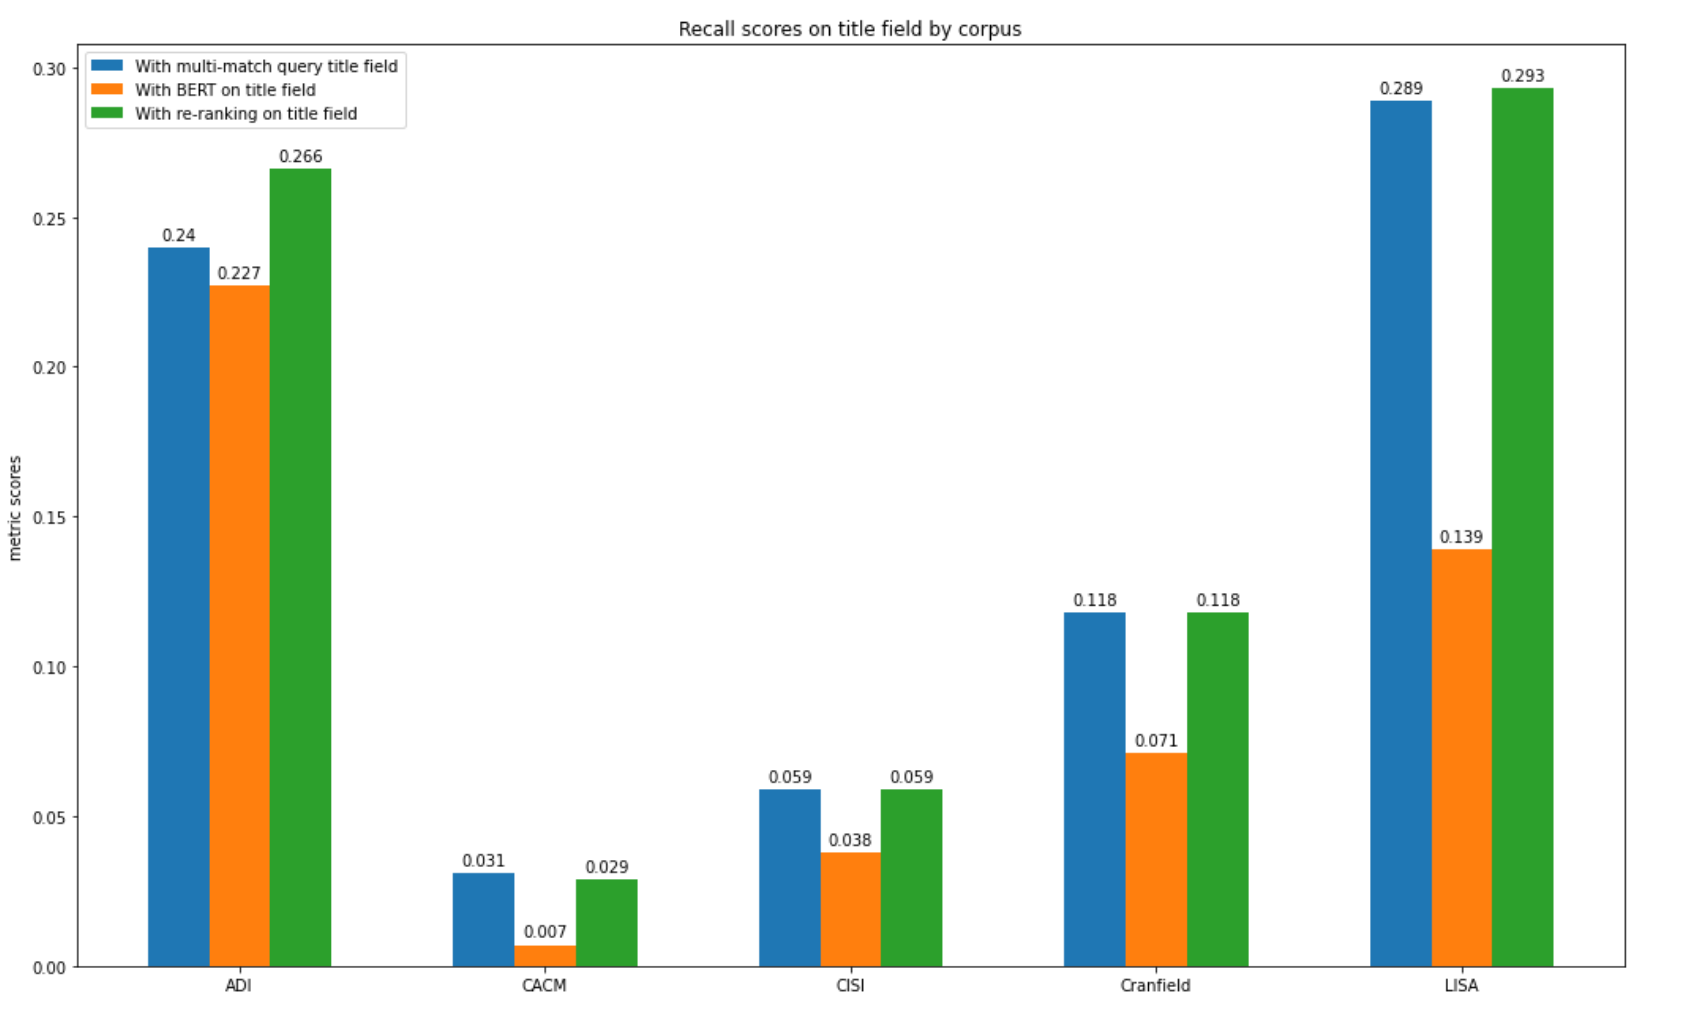 Recall scores on title field by corpus
With multi-match query title field
With BERT on title field
With re-ranking on title field
metric scores
0.30
0.25
0.20
0.15
0.10
0.05
0.00
0.24
0.227
0.266
0.031
0.007
0.029
0.059
0.038
0.059
0.118
0.071
0.118
0.289
0.139
0.293
ADI
CACM
CISI
Cranfield
LISA